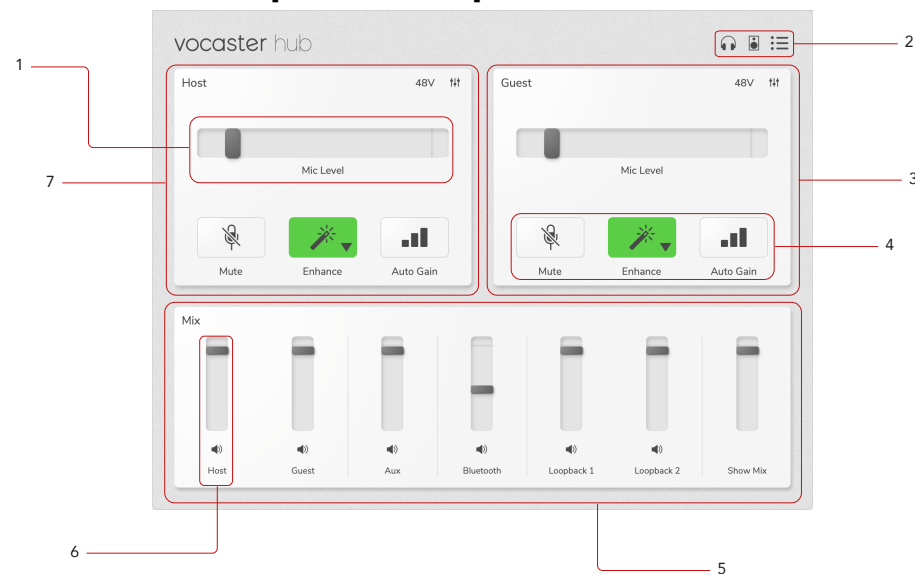 vocaster hub
2
1
Host 48V
Guest 48V
Mic Level
Mic Level
7
3
4
Mute Enhance Auto Gain
Mute Enhance Auto Gain
Mix
Host Guest Aux Bluetooth Loopback 1 Loopback 2 Show Mix
6
5